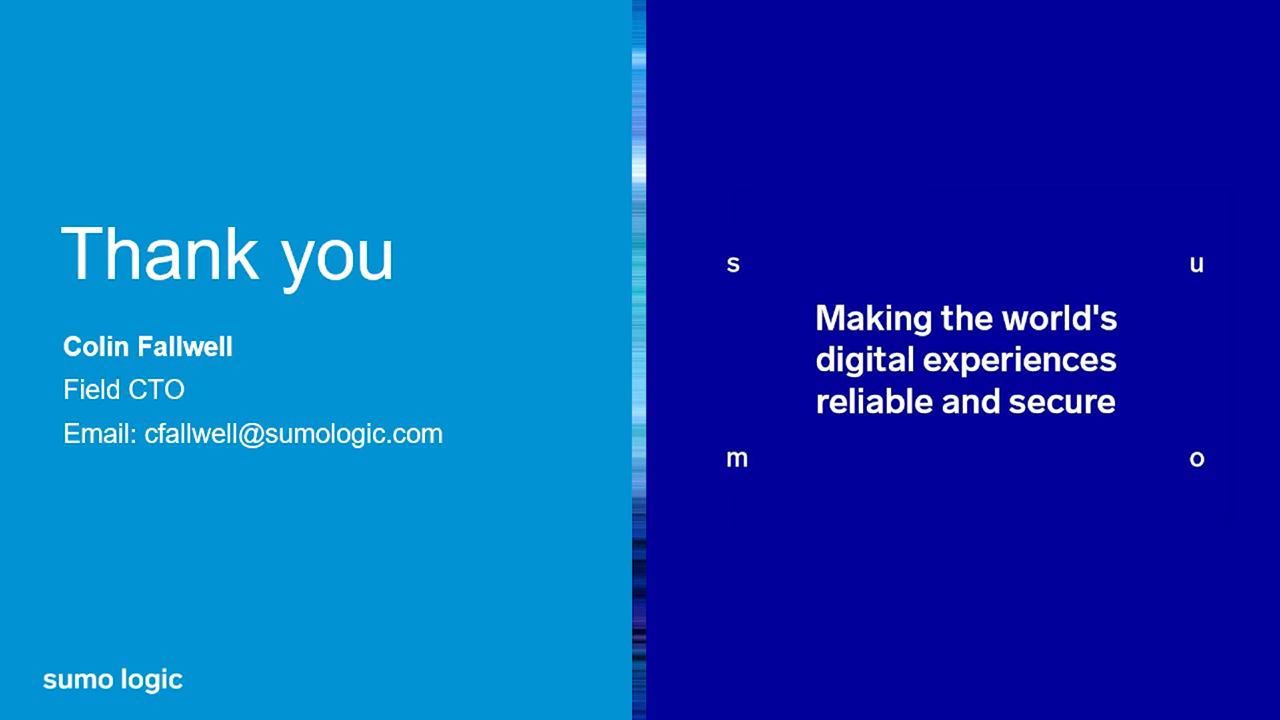 Thank you
Colin Fallwell
Field CTO
Email: cfallwell@sumologic.com
sumo logic
s u
Making the world's
digital experiences
reliable and secure
m o